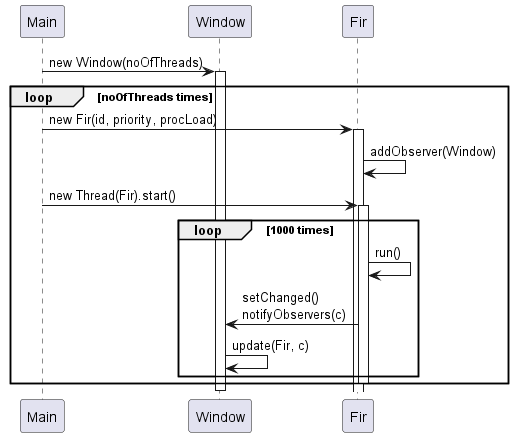 Main
Window
Fir
new Window(noOfThreads)
loop
[noOfThreads times]
new Fir(id, priority, procLoad)
addObserver(Window)
new Thread(Fir).start()
loop
[1000 times]
run()
setChanged()
notifyObservers(c)
update(Fir, c)
Main
Window
Fir